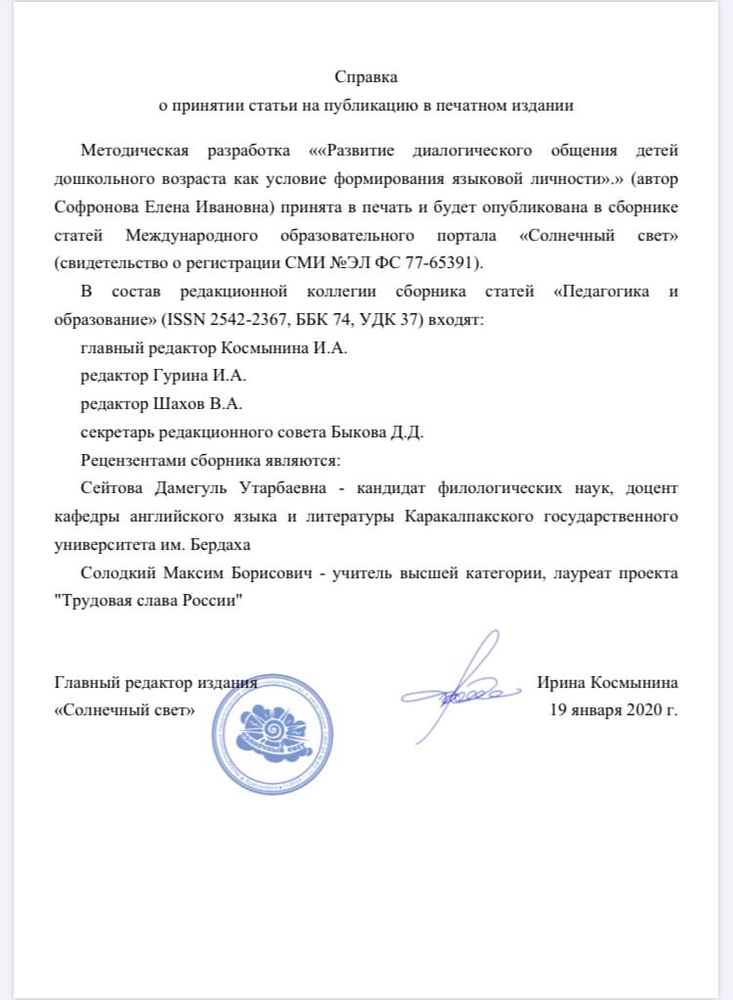 Справка
о принятии статьи на публикацию в печатном издании
Методическая разработка ««Развитие диалогического общения детей
дошкольного возраста как условие формирования языковой личности».» (автор
Софронова Елена Ивановна) принята в печать и будет опубликована в сборнике
статей Международного образовательного портала «Солнечный свет»
(свидетельство о регистрации СМИ №ЭЛ ФС 77-65391).
В состав редакционной коллегии сборника статей «Педагогика и
образование» (ISSN 2542-2367, ББК 74, УДК 37) входят:
главный редактор Космынина И.А.
редактор Гурина И.А.
редактор Шахов В.А.
секретарь редакционного совета Быкова Д.Д.
Рецензентами сборника являются:
Сейтова Дамегуль Утарбаевна - кандидат филологических наук, доцент
кафедры английского языка и литературы Каракалпакского государственного
университета им. Бердаха
Солодкий Максим Борисович - учитель высшей категории, лауреат проекта
"Трудовая слава России"
Главный редактор издания
«Солнечный свет»
Ирина Космынина
19 января 2020 г.
солнечный свет